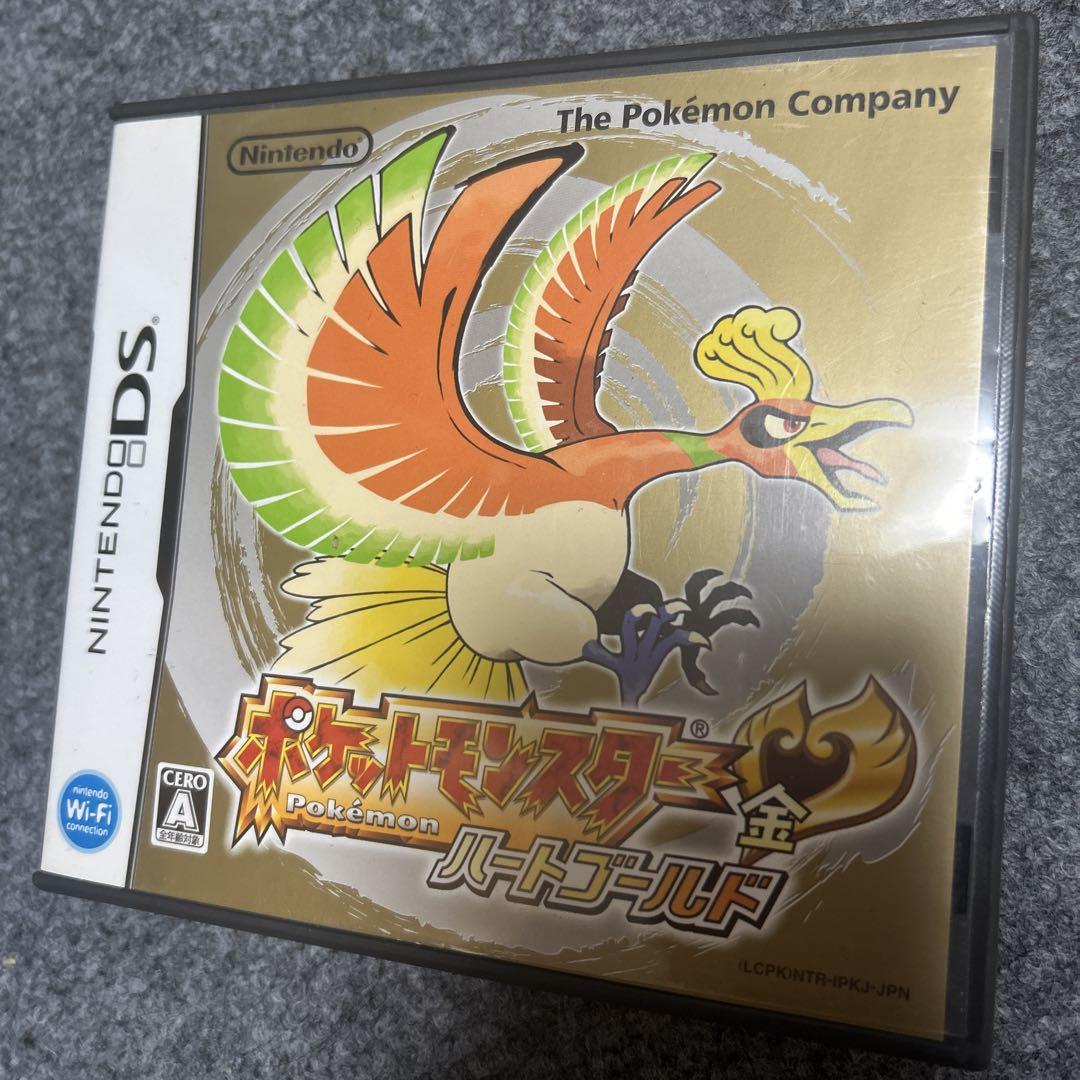 The Pokémon Company
Nintendo®
NINTENDO DS®
ポケットモンスター®
Pokémon
金
ハートゴールド
nintendo
Wi-Fi
connection
CERO
A
全年齢対象
(LCPK)NTR-IPKJ-JPN